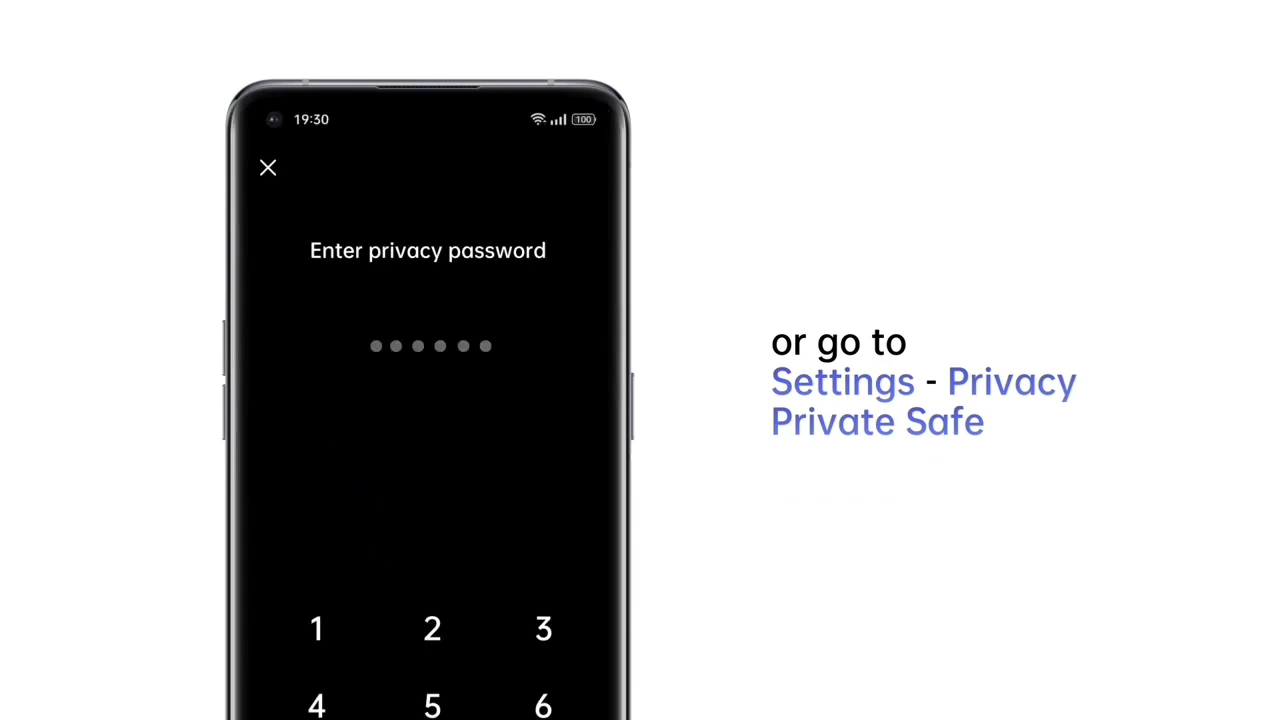 19:30
100
Enter privacy password
or go to
Settings - Privacy
Private Safe
1 2 3
4 5 6